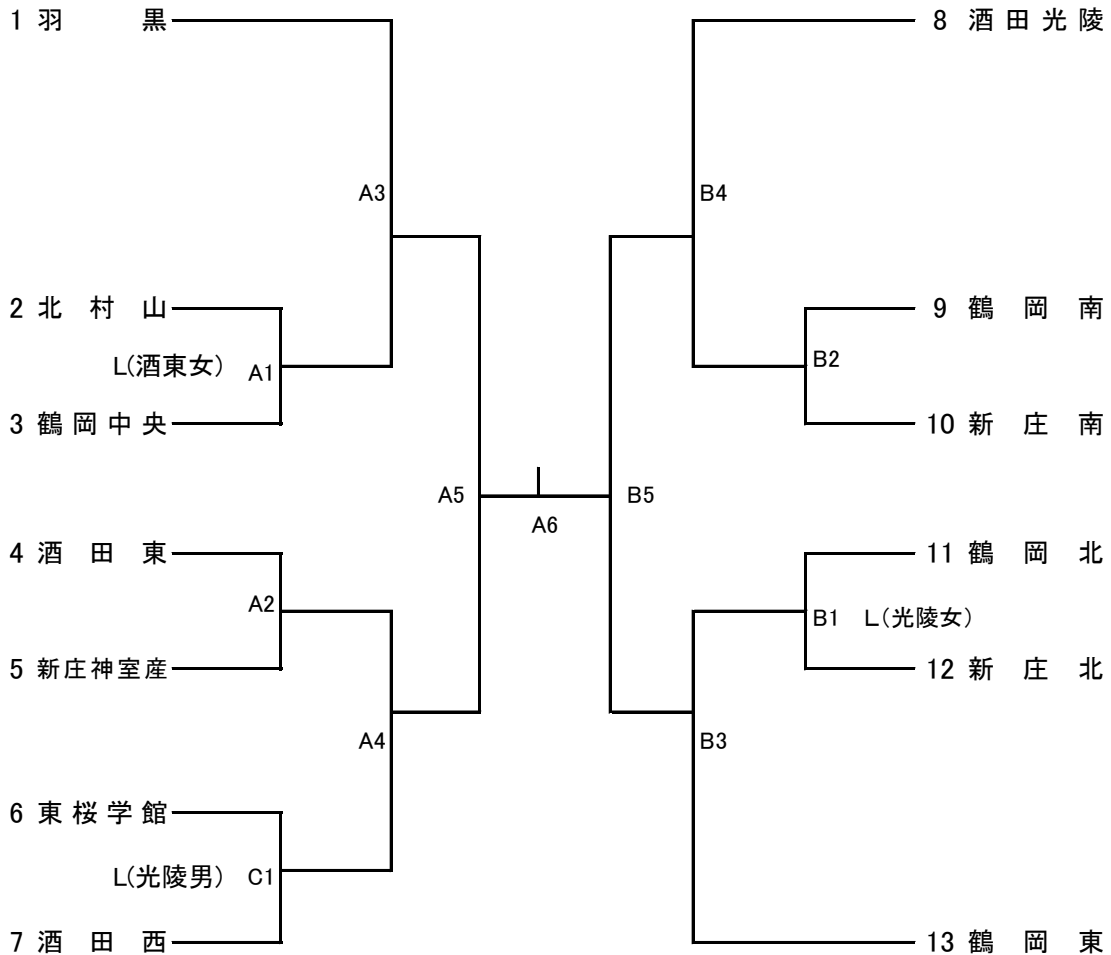 1 羽黒
A3
2 北村山
L(酒東女) A1
3 鶴岡中央
A5
4 酒田東
A2
5 新庄神室産
A4
6 東桜学館
L(光陵男) C1
7 酒田西
A6
8 酒田光陵
B4
9 鶴岡南
B2
10 新庄南
B5
11 鶴岡北
B1 L(光陵女)
12 新庄北
B3
13 鶴岡東